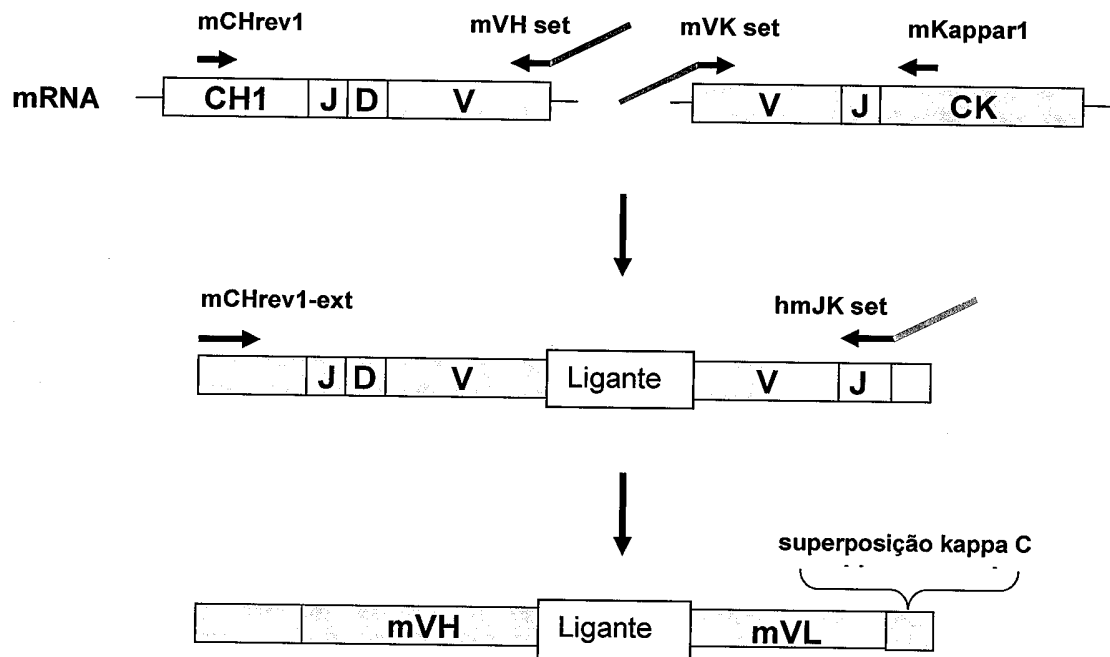 mCHrev1 mVH set mVK set mKappar1
mRNA CH1 J D V V J CK
mCHrev1-ext hmJK set
J D V Ligante V J
superposição kappa C
mVH Ligante mVL